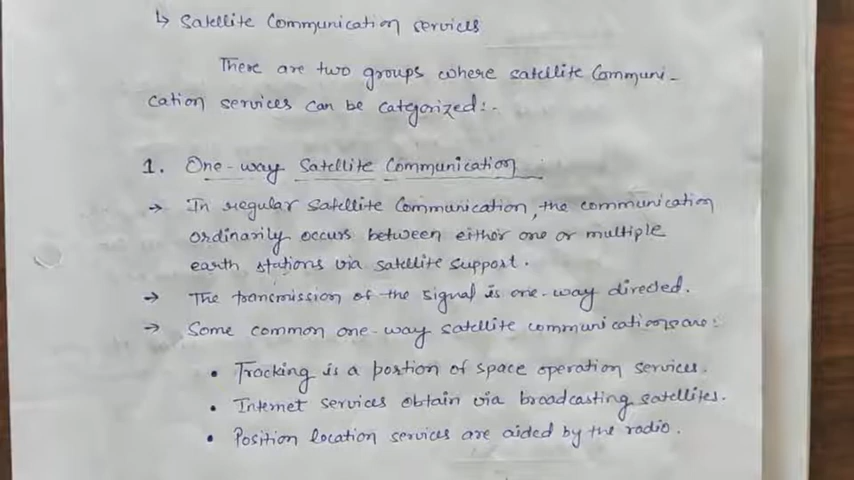 ↳ Satellite Communication services
There are two groups where satellite Communi-
cation services can be categorized:-
1. One-way Satellite Communication
→ In regular satellite Communication, the communication
ordinarily occurs between either one or multiple
earth stations via satellite support.
→ The transmission of the signal is one-way directed.
→ Some common one-way satellite communications are:
• Tracking is a portion of space operation services.
• Internet services obtain via broadcasting satellites.
• Position location services are aided by the radio.